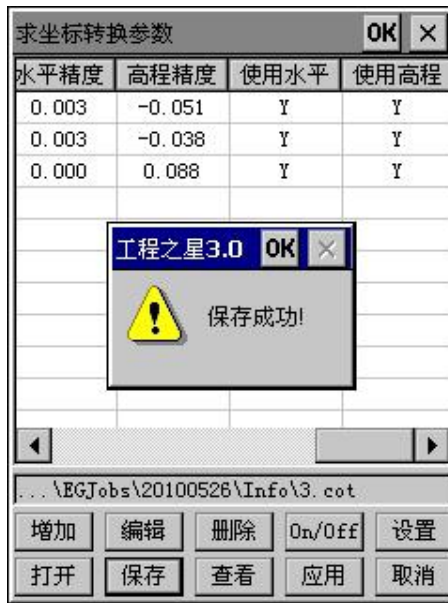 求坐标转换参数 OK ×
水平精度 高程精度 使用水平 使用高程
0.003 -0.051 Y Y
0.003 -0.038 Y Y
0.000 0.088 Y Y
工程之星3.0 OK ×
保存成功!
...\EGJobs\20100526\Info\3.cot
增加 编辑 删除 On/Off 设置
打开 保存 查看 应用 取消